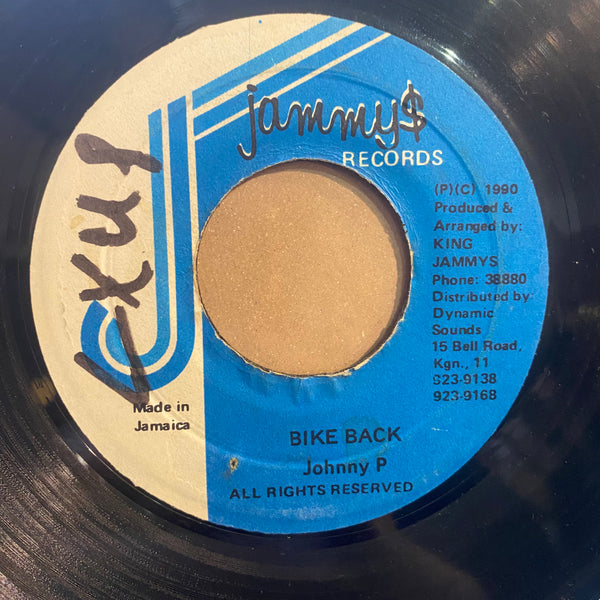 jammy$
RECORDS
(P)(C) 1990
Produced &
Arranged by:
KING
JAMMYS
Phone: 38880
Distributed by
Dynamic
Sounds
15 Bell Road,
Kgn., 11
923-9138
923-9168
Made in
Jamaica
BIKE BACK
Johnny P
ALL RIGHTS RESERVED